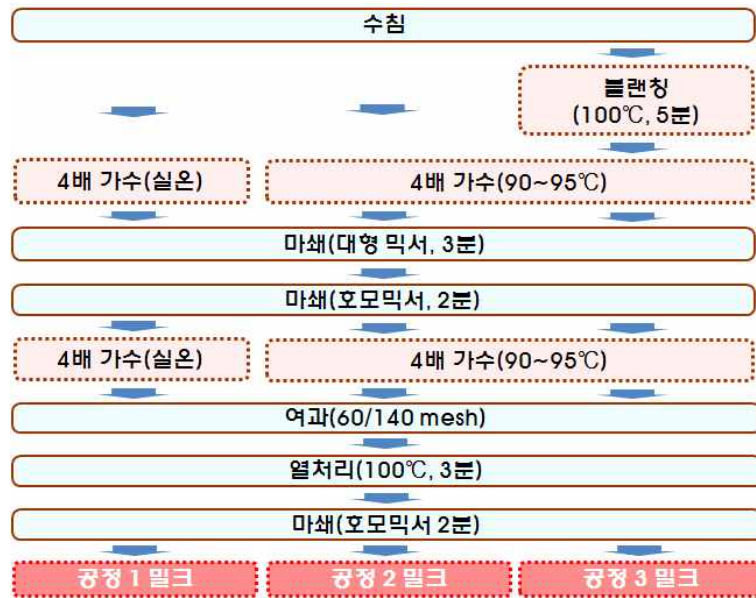 수침
블랜칭
(100℃, 5분)
4배 가수(실온)
4배 가수(90~95℃)
마쇄(대형 믹서, 3분)
마쇄(호모믹서, 2분)
4배 가수(실온)
4배 가수(90~95℃)
여과(60/140 mesh)
열처리(100℃, 3분)
마쇄(호모믹서 2분)
공정 1 밀크
공정 2 밀크
공정 3 밀크